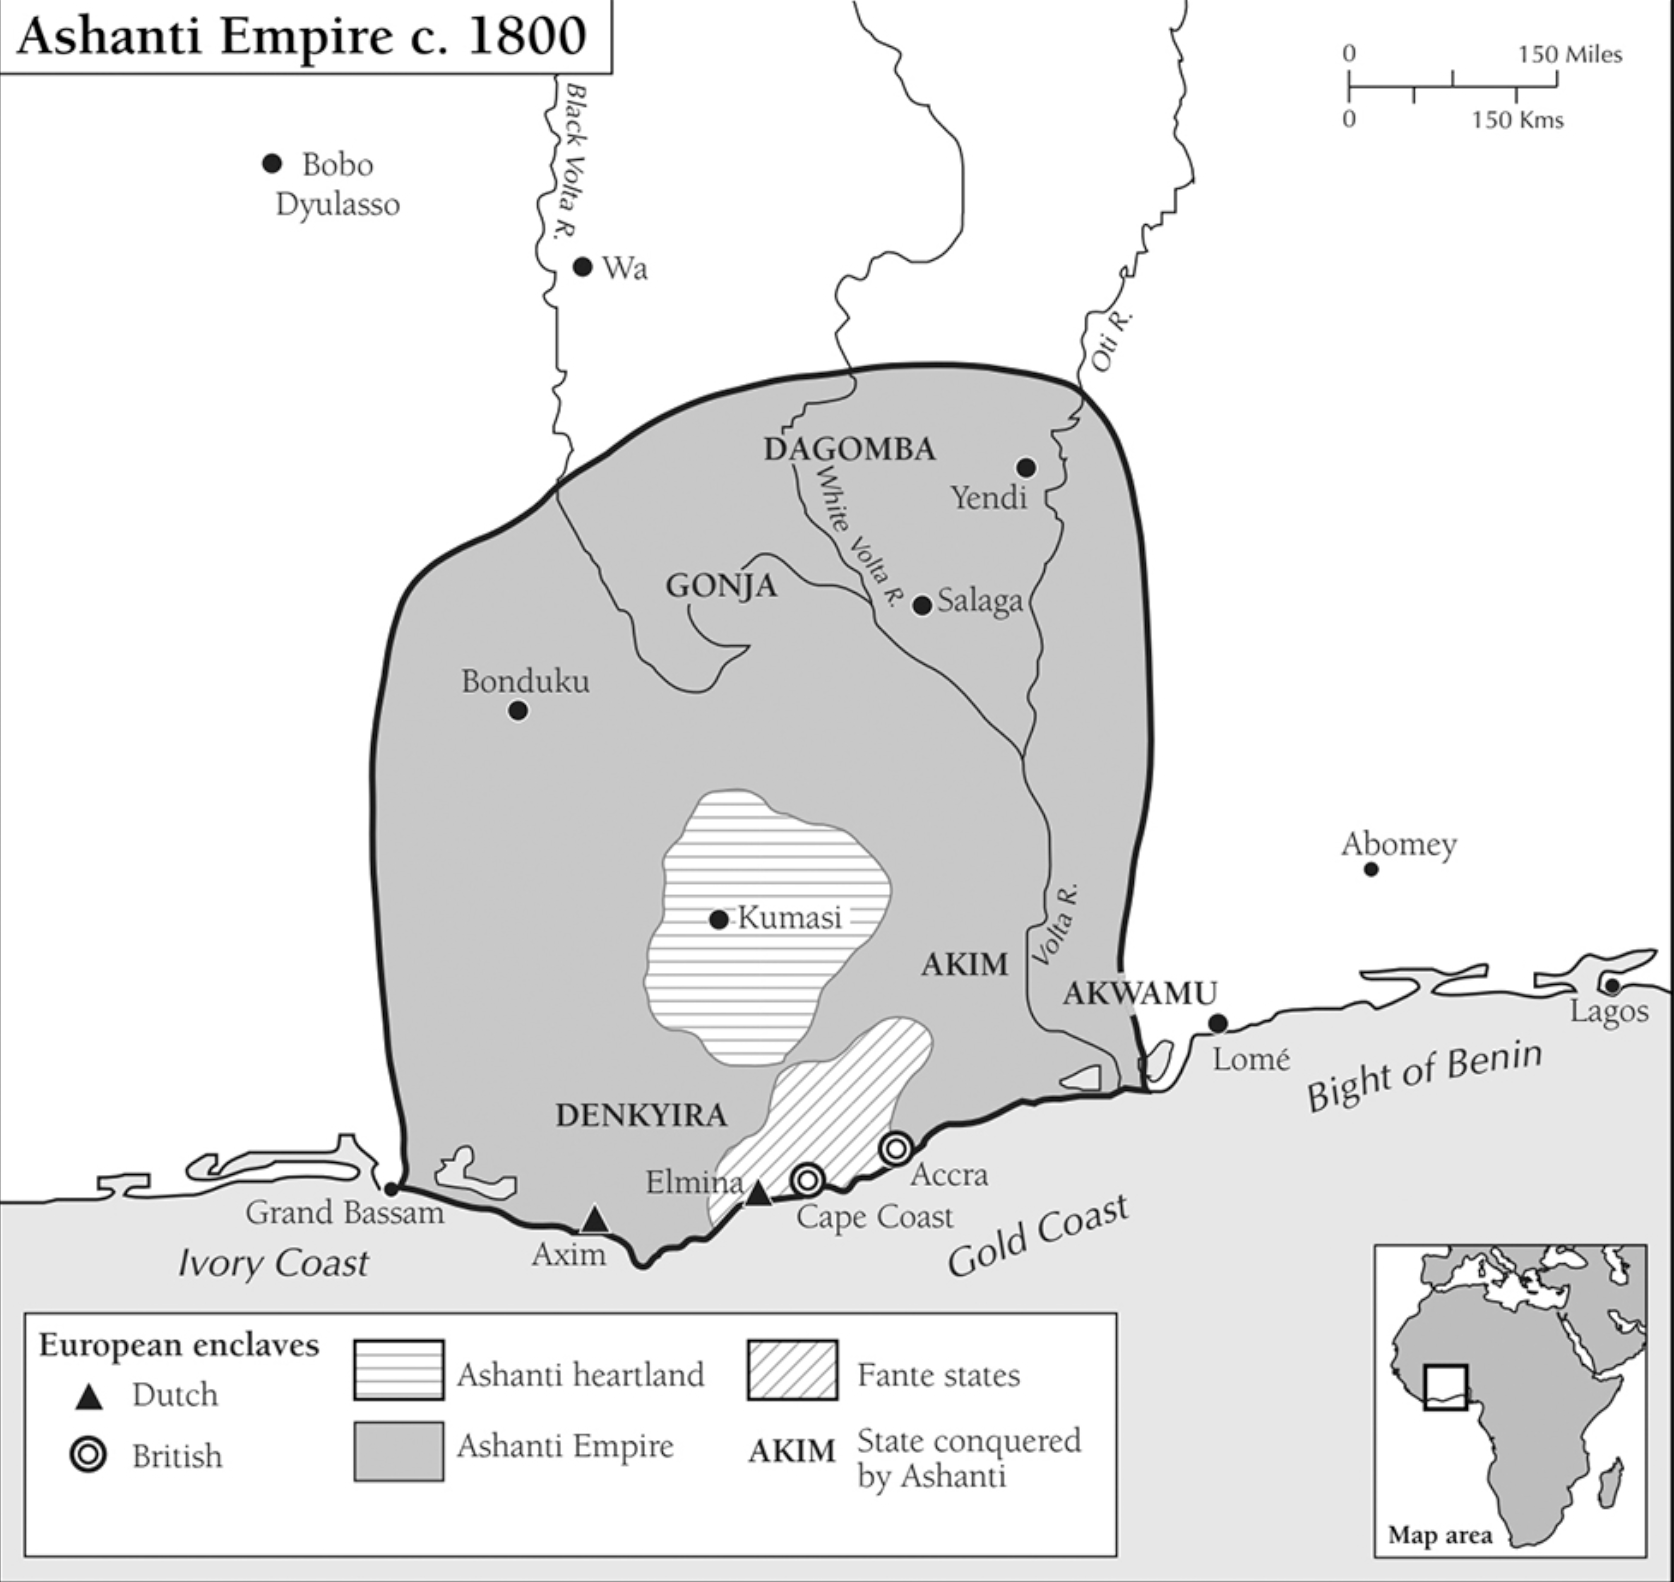 Ashanti Empire c. 1800
0 150 Miles
0 150 Kms
Black Volta R.
Bobo
Dyulasso
Wa
Oti R.
DAGOMBA
Yendi
White Volta R.
GONJA
Salaga
Bonduku
Abomey
Kumasi
Volta R.
AKIM
AKWAMU
Lagos
Lomé
Bight of Benin
DENKYIRA
Elmina
Accra
Grand Bassam
Cape Coast
Gold Coast
Axim
Ivory Coast
European enclaves
Dutch
British
Ashanti heartland
Ashanti Empire
Fante states
AKIM State conquered
by Ashanti
Map area